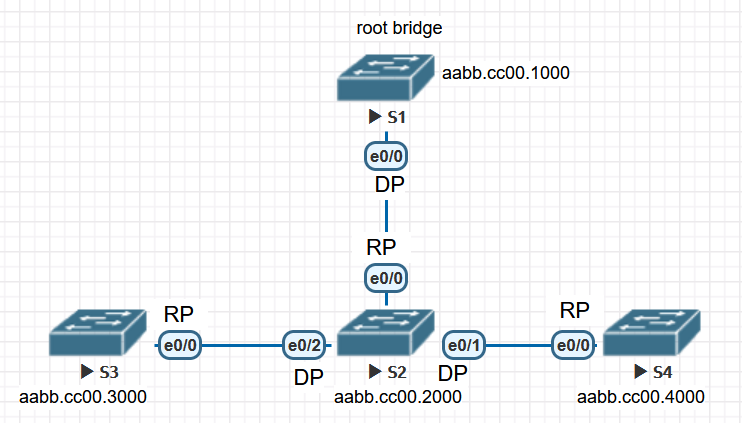 root bridge
aabb.cc00.1000
S1
e0/0
DP
RP
e0/0
RP
e0/0
e0/2
DP
e0/1
DP
RP
e0/0
S3
S2
S4
aabb.cc00.3000
aabb.cc00.2000
aabb.cc00.4000